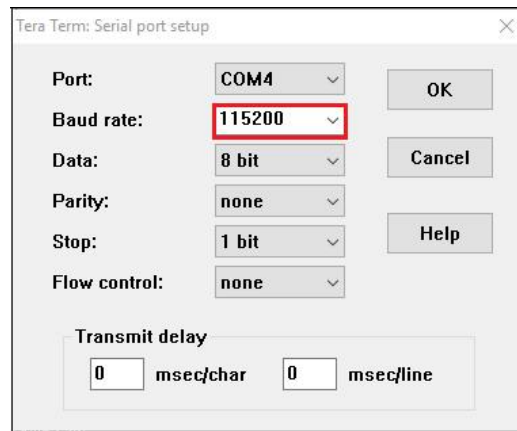 Tera Term: Serial port setup
Port: COM4 OK
Baud rate: 115200
Data: 8 bit Cancel
Parity: none
Stop: 1 bit Help
Flow control: none
Transmit delay
0 msec/char 0 msec/line